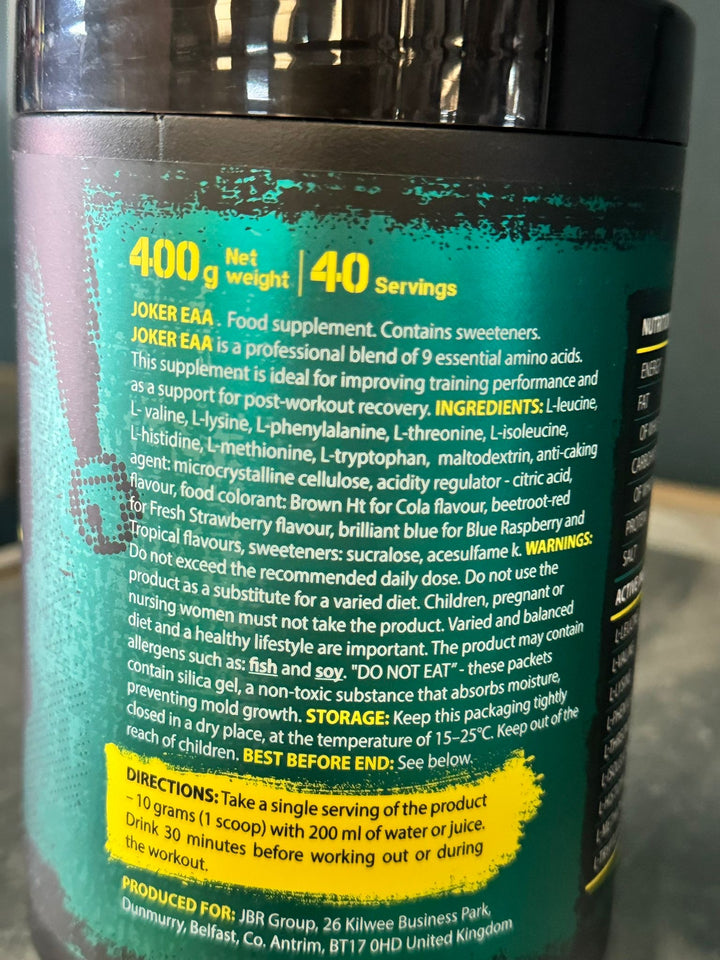 400g Net weight | 40 Servings
JOKER EAA . Food supplement. Contains sweeteners.
JOKER EAA is a professional blend of 9 essential amino acids.
This supplement is ideal for improving training performance and
as a support for post-workout recovery. INGREDIENTS: L-leucine,
L- valine, L-lysine, L-phenylalanine, L-threonine, L-isoleucine,
L-histidine, L-methionine, L-tryptophan, maltodextrin, anti-caking
agent: microcrystalline cellulose, acidity regulator - citric acid,
flavour, food colorant: Brown Ht for Cola flavour, beetroot-red
for Fresh Strawberry flavour, brilliant blue for Blue Raspberry and
Tropical flavours, sweeteners: sucralose, acesulfame k. WARNINGS:
Do not exceed the recommended daily dose. Do not use the
product as a substitute for a varied diet. Children, pregnant or
nursing women must not take the product. Varied and balanced
diet and a healthy lifestyle are important. The product may contain
allergens such as: fish and soy. "DO NOT EAT" - these packets
contain silica gel, a non-toxic substance that absorbs moisture,
preventing mold growth. STORAGE: Keep this packaging tightly
closed in a dry place, at the temperature of 15–25°C. Keep out of the
reach of children. BEST BEFORE END: See below.
DIRECTIONS: Take a single serving of the product
– 10 grams (1 scoop) with 200 ml of water or juice.
Drink 30 minutes before working out or during
the workout.
PRODUCED FOR: JBR Group, 26 Kilwee Business Park,
Dunmurry, Belfast, Co. Antrim, BT17 0HD United Kingdom
ENERGY
FAT
SALT